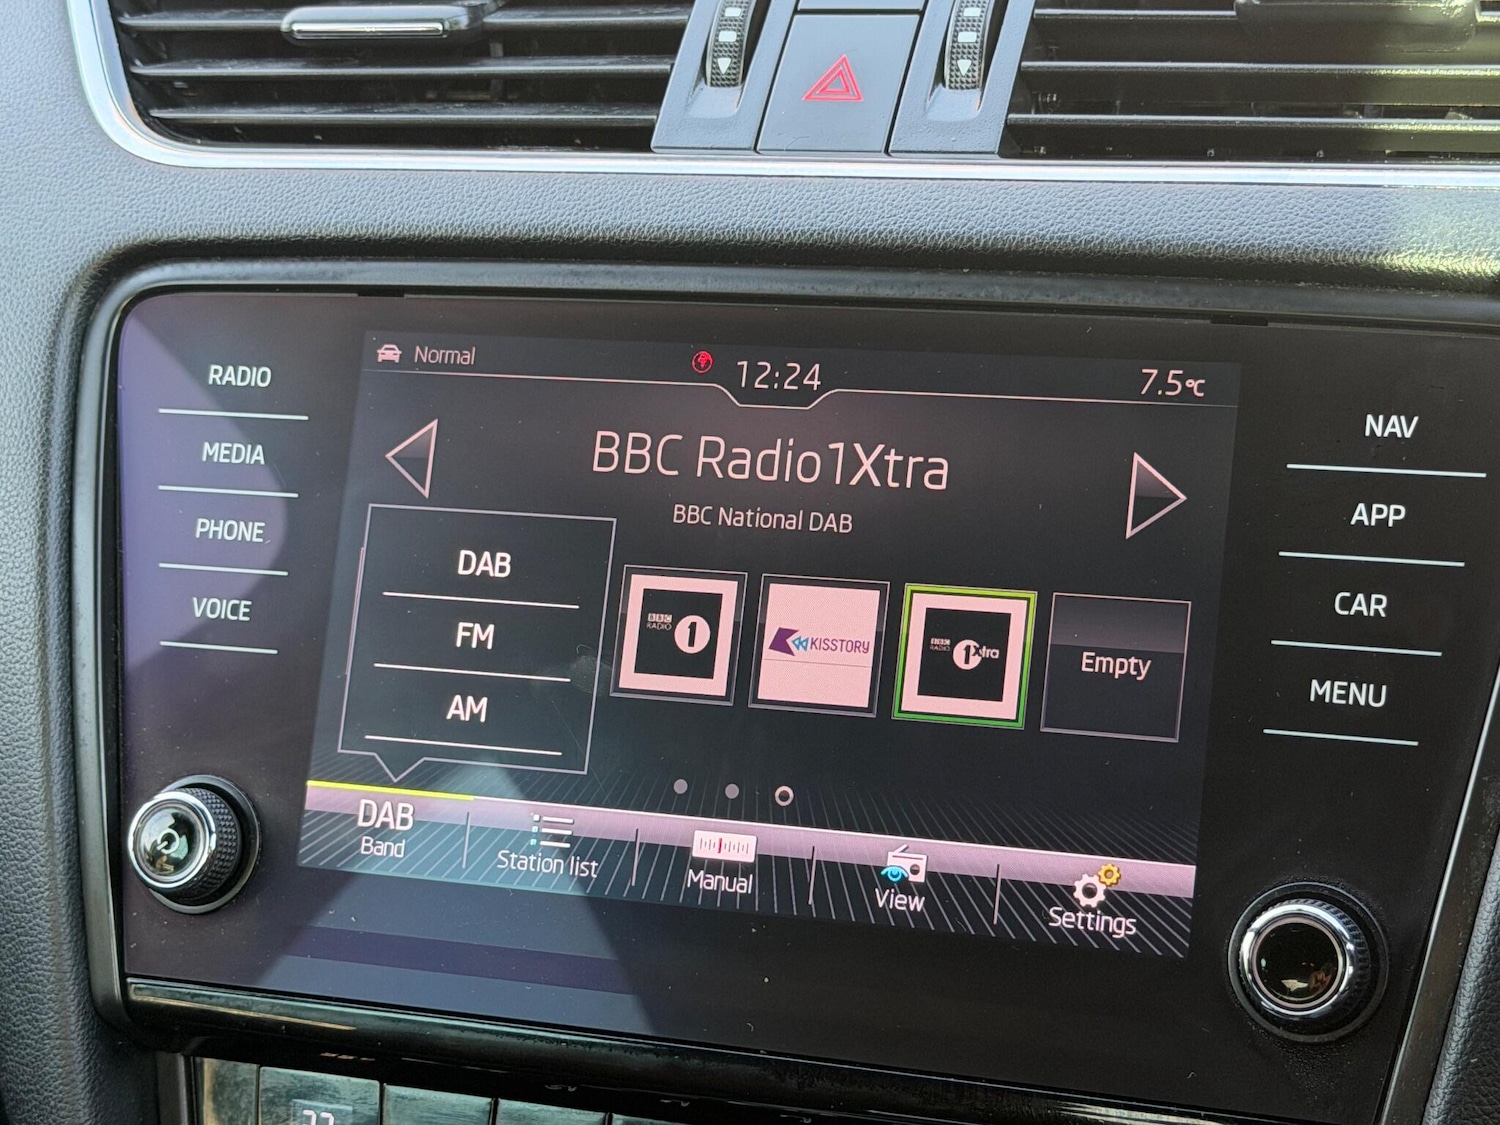 RADIO
MEDIA
PHONE
VOICE
Normal
12:24
7.5°C
BBC Radio1Xtra
BBC National DAB
DAB
FM
AM
BBC
RADIO
1
KISSTORY
BBC
RADIO
1Xtra
Empty
DAB
Band
Station list
Manual
View
Settings
NAV
APP
CAR
MENU